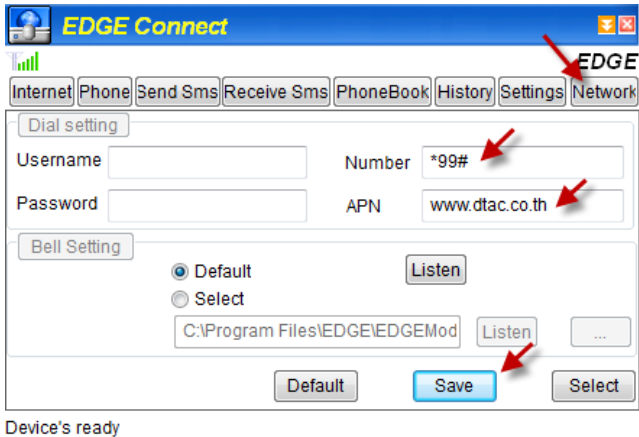 EDGE Connect
EDGE
Internet Phone Send Sms Receive Sms PhoneBook History Settings Network
Dial setting
Username Number *99#
Password APN www.dtac.co.th
Bell Setting
Default Listen
Select
C:\Program Files\EDGE\EDGEMod Listen ...
Default Save Select
Device's ready